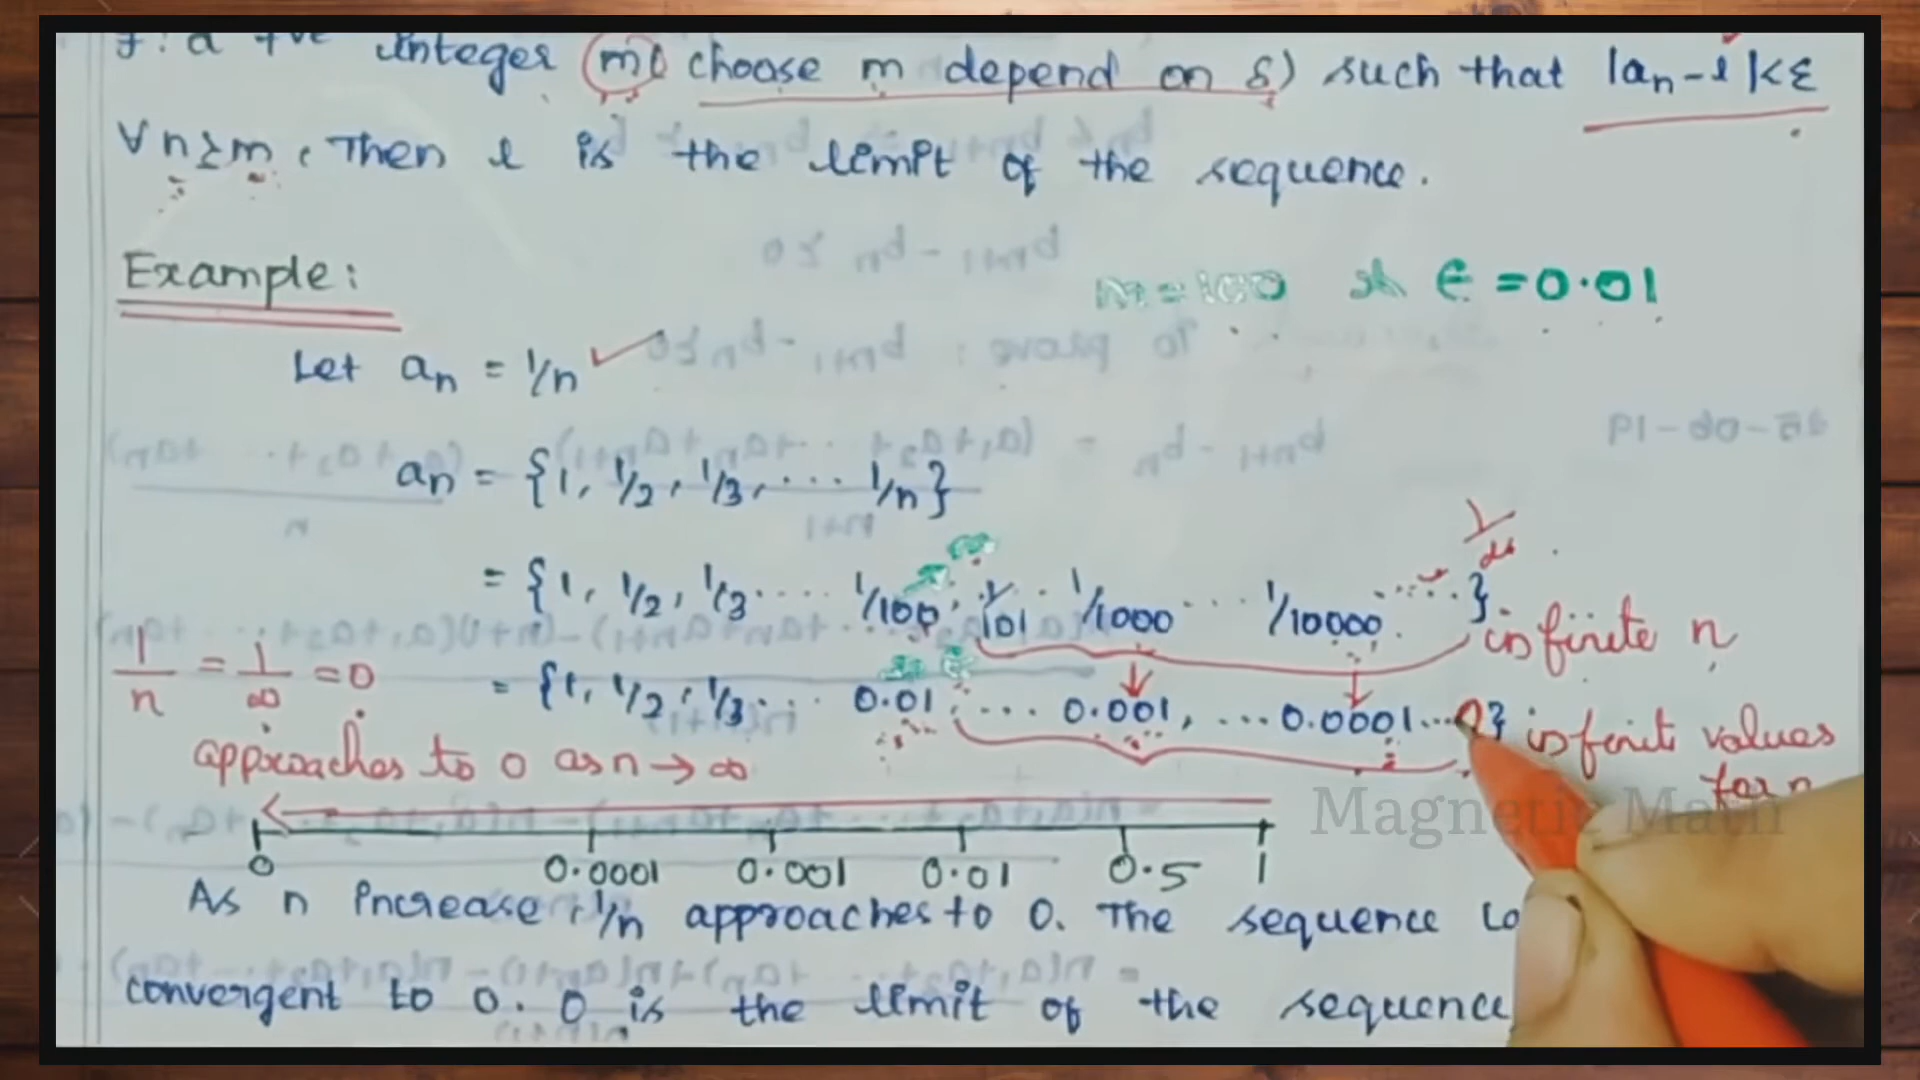 ∃ : a +ve integer m( choose m depend on ε) such that |aₙ-l|<ε
∀ n≥m. Then l is the limit of the sequence.
Example:
m=100 ε =0.01
Let aₙ = 1/n
aₙ = {1, 1/2, 1/3, .... 1/n}
= {1, 1/2, 1/3 .... 1/100, 1/101 .. 1/1000 ... 1/10000 ...... 1/∞ }
infinite n
1/n = 1/∞ = 0
= {1, 1/2, 1/3 ... 0.01 .... 0.001, ...0.0001...0}
infinite values for n
approaches to 0 as n → ∞
Magnetic Math
0 0.0001 0.001 0.01 0.5 1
As n increase, 1/n approaches to 0. The sequence
convergent to 0. 0 is the limit of the sequence